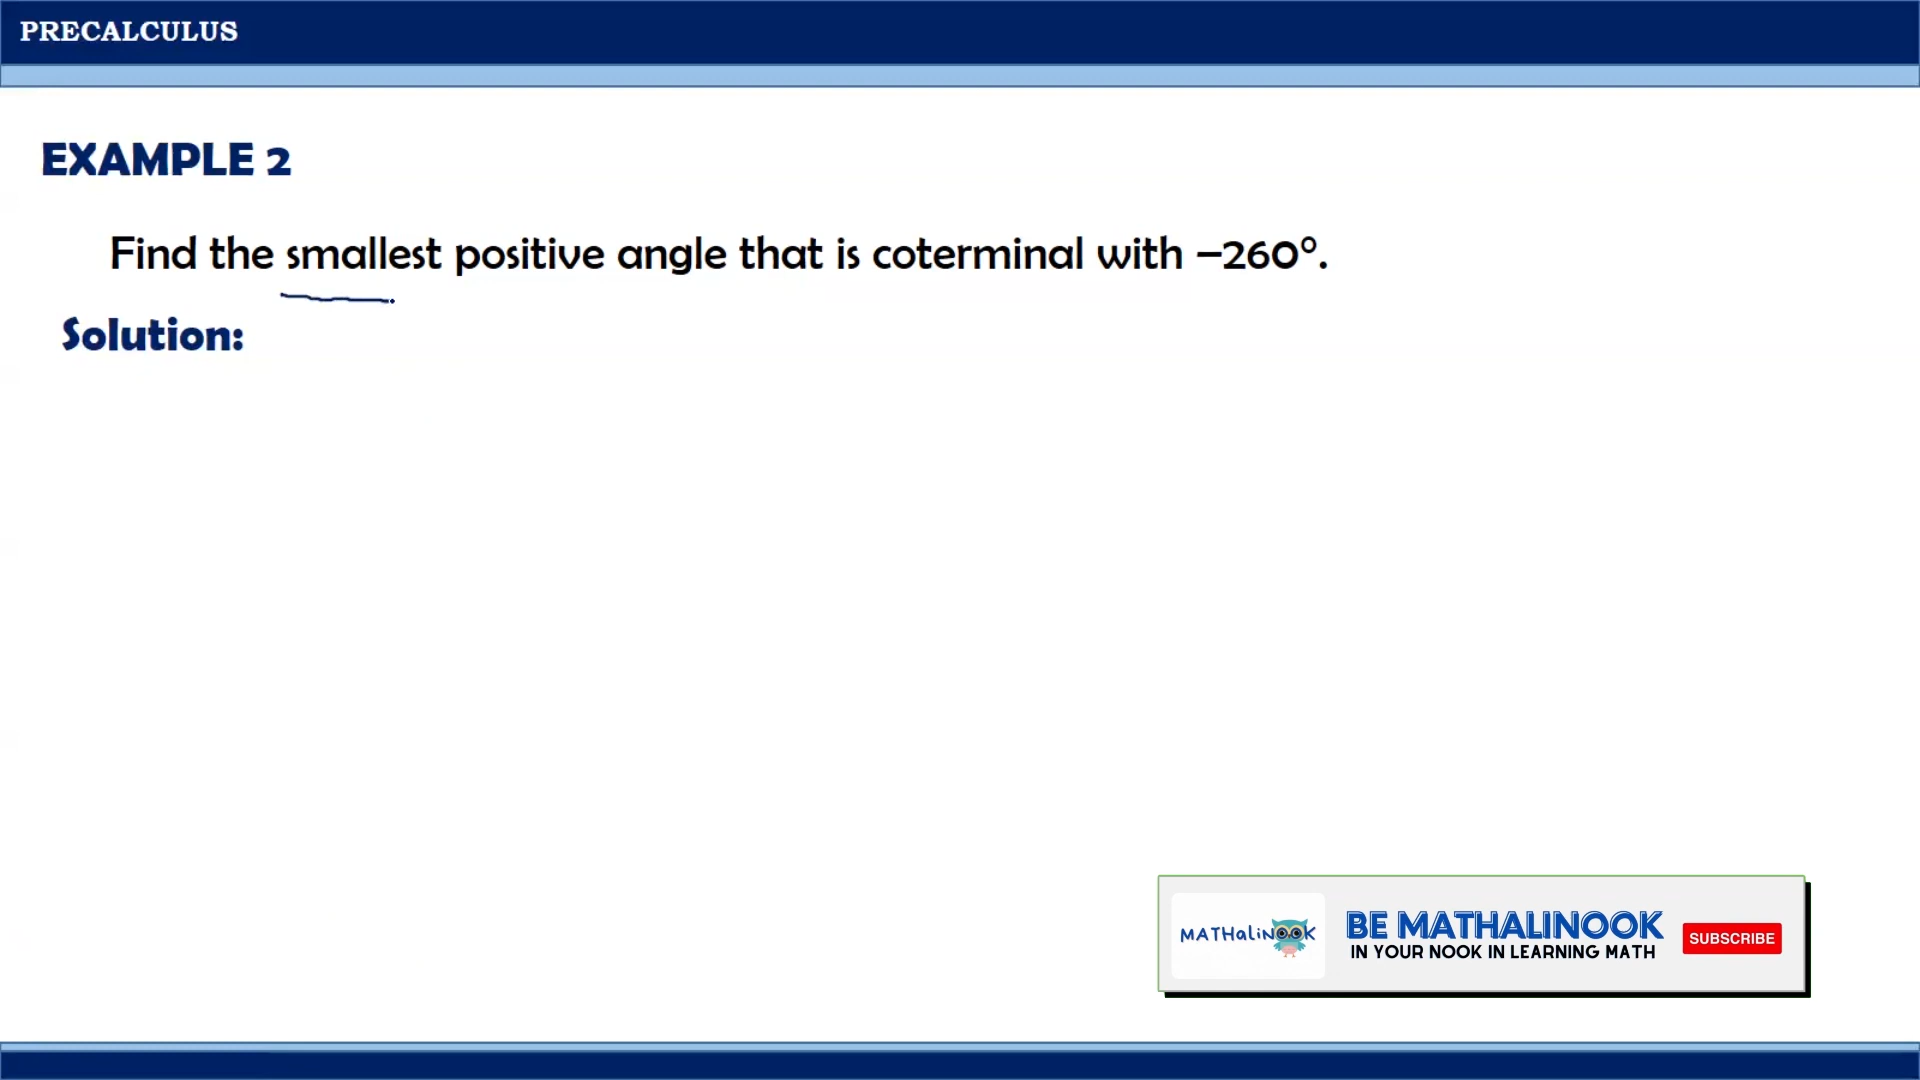 PRECALCULUS
EXAMPLE 2
Find the smallest positive angle that is coterminal with –260°.
Solution:
MATHaliNOOK
BE MATHALINOOK
IN YOUR NOOK IN LEARNING MATH
SUBSCRIBE